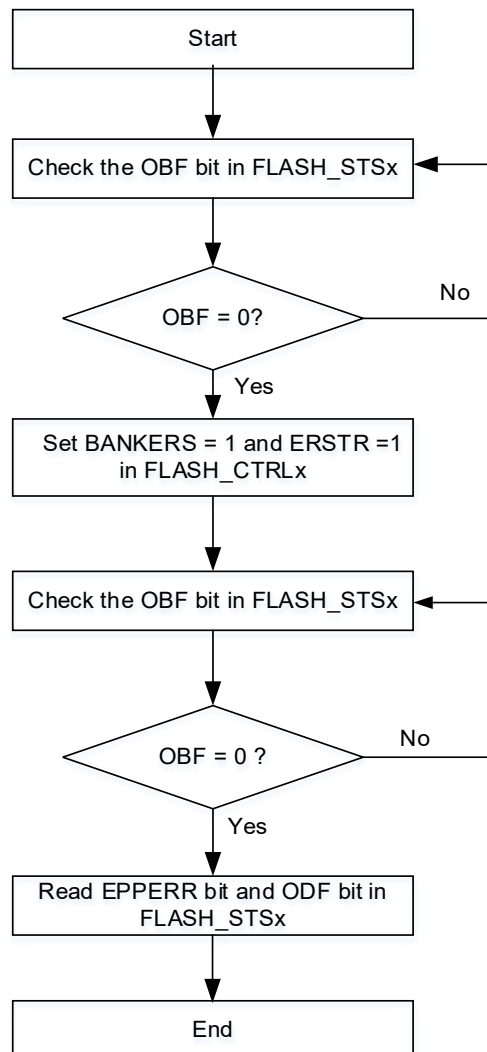 Start
Check the OBF bit in FLASH_STSx
OBF = 0?
No
Yes
Set BANKERS = 1 and ERSTR =1
in FLASH_CTRLx
Check the OBF bit in FLASH_STSx
OBF = 0 ?
No
Yes
Read EPPERR bit and ODF bit in
FLASH_STSx
End